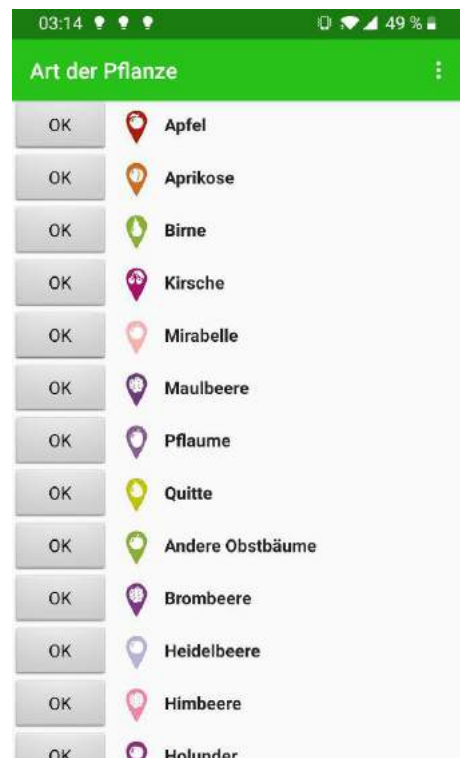 03:14 49 %
Art der Pflanze
OK Apfel
OK Aprikose
OK Birne
OK Kirsche
OK Mirabelle
OK Maulbeere
OK Pflaume
OK Quitte
OK Andere Obstbäume
OK Brombeere
OK Heidelbeere
OK Himbeere
OK Holunder